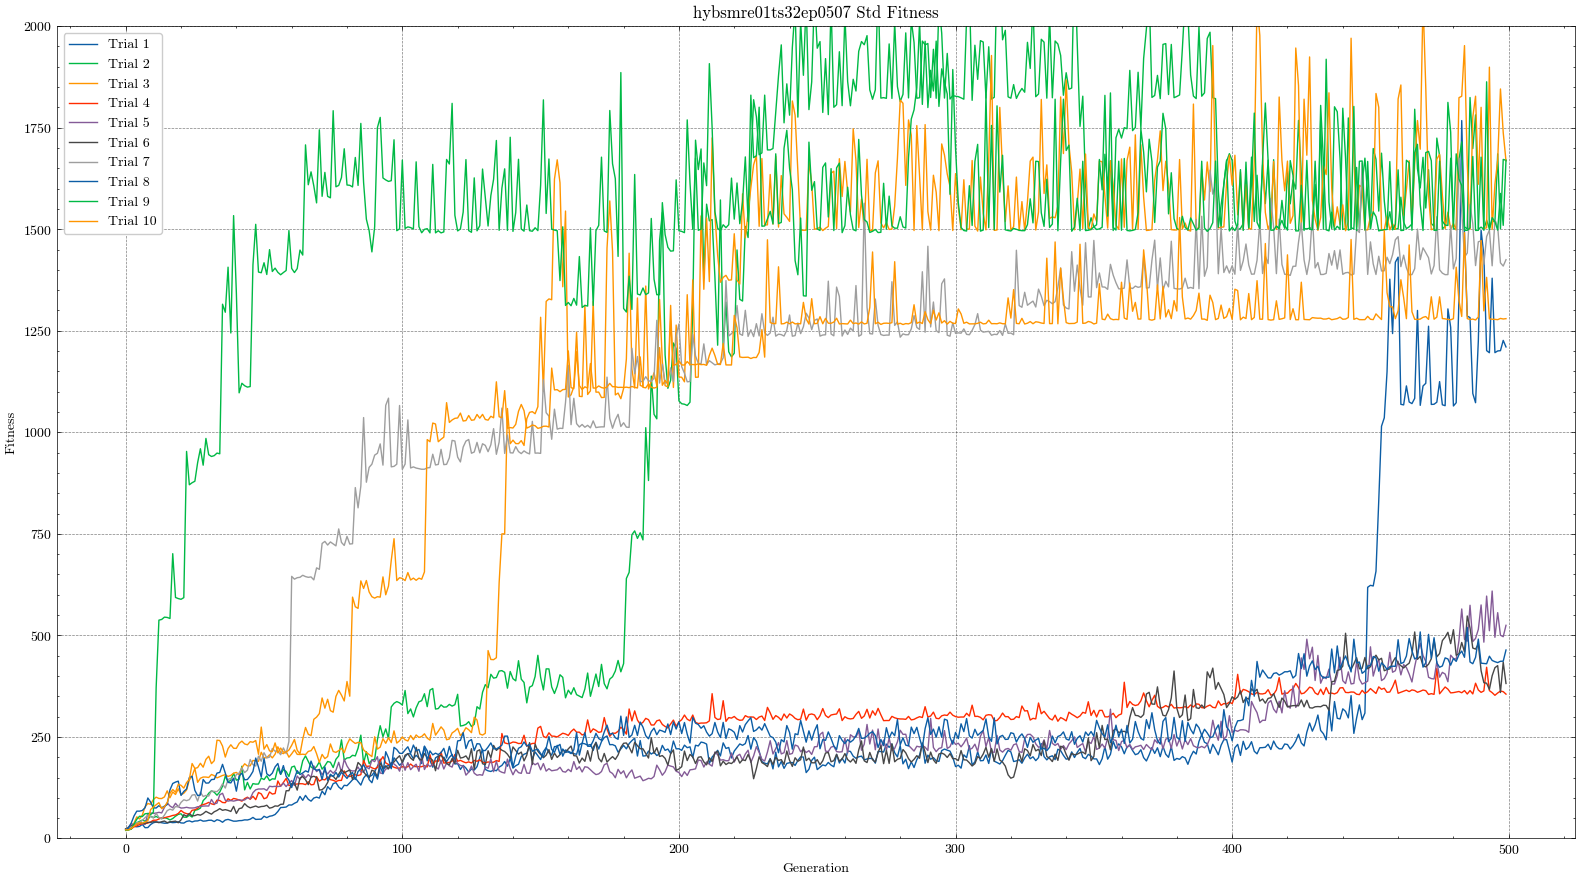 hybsmre01ts32ep0507 Std Fitness
2000
1750
1500
1250
1000
750
500
250
0
Fitness
Trial 1
Trial 2
Trial 3
Trial 4
Trial 5
Trial 6
Trial 7
Trial 8
Trial 9
Trial 10
0
100
200
300
400
500
Generation